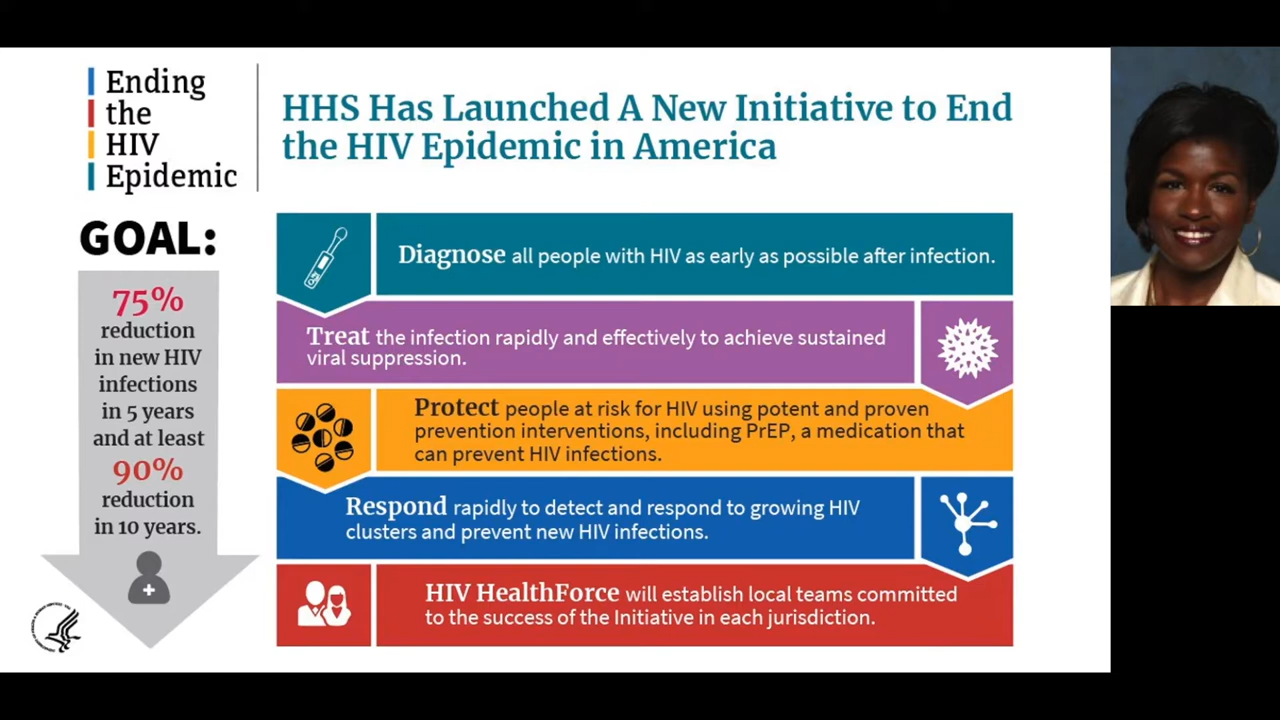 Ending
the
HIV
Epidemic
HHS Has Launched A New Initiative to End
the HIV Epidemic in America
GOAL:
75%
reduction
in new HIV
infections
in 5 years
and at least
90%
reduction
in 10 years.
Diagnose all people with HIV as early as possible after infection.
Treat the infection rapidly and effectively to achieve sustained
viral suppression.
Protect people at risk for HIV using potent and proven
prevention interventions, including PrEP, a medication that
can prevent HIV infections.
Respond rapidly to detect and respond to growing HIV
clusters and prevent new HIV infections.
HIV HealthForce will establish local teams committed
to the success of the Initiative in each jurisdiction.